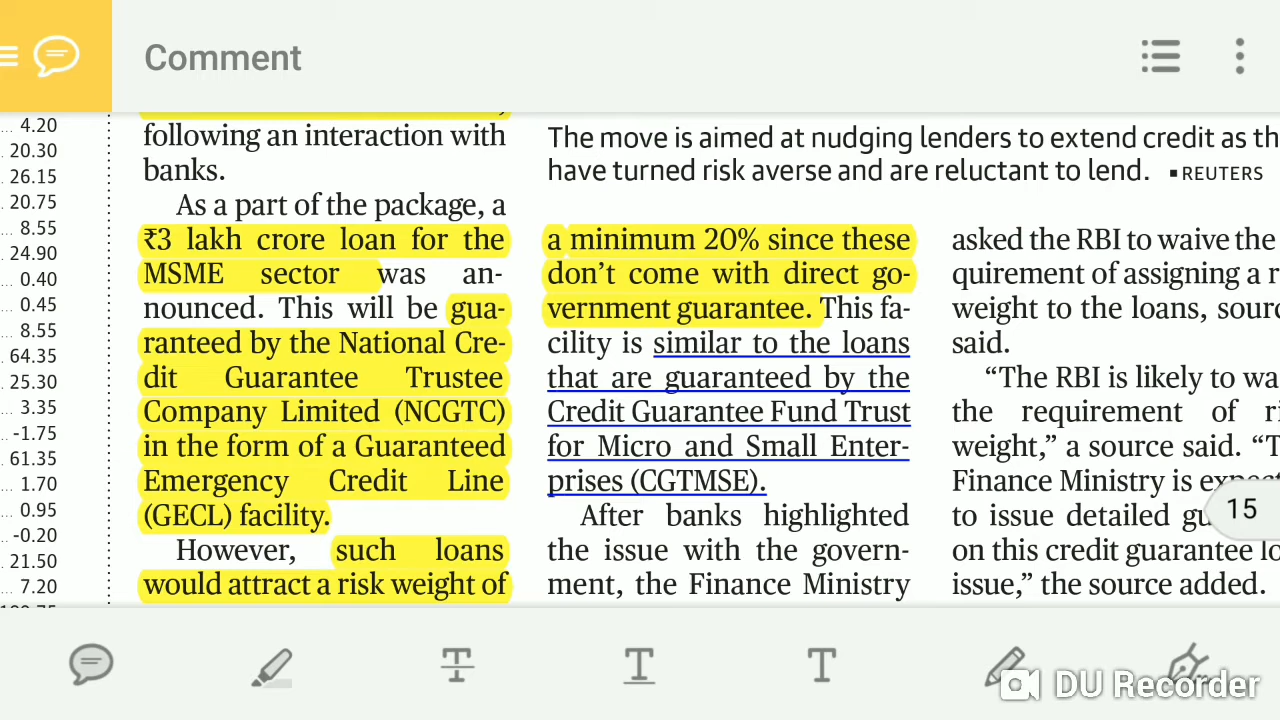 Comment
... 4.20
. 20.30
. 26.15
. 20.75
... 8.55
. 24.90
... 0.40
... 0.45
... 8.55
. 64.35
. 25.30
... 3.35
.. -1.75
. 61.35
... 1.70
... 0.95
.. -0.20
. 21.50
... 7.20
following an interaction with
banks.
As a part of the package, a
₹3 lakh crore loan for the
MSME sector was an-
nounced. This will be gua-
ranteed by the National Cre-
dit Guarantee Trustee
Company Limited (NCGTC)
in the form of a Guaranteed
Emergency Credit Line
(GECL) facility.
However, such loans
would attract a risk weight of
The move is aimed at nudging lenders to extend credit as th
have turned risk averse and are reluctant to lend. ▪ REUTERS
a minimum 20% since these
don't come with direct go-
vernment guarantee. This fa-
cility is similar to the loans
that are guaranteed by the
Credit Guarantee Fund Trust
for Micro and Small Enter-
prises (CGTMSE).
After banks highlighted
the issue with the govern-
ment, the Finance Ministry
asked the RBI to waive the
quirement of assigning a r
weight to the loans, sourc
said.
"The RBI is likely to wa
the requirement of ri
weight," a source said. "T
Finance Ministry is expect
to issue detailed gu
on this credit guarantee lo
issue," the source added.
15
DU Recorder